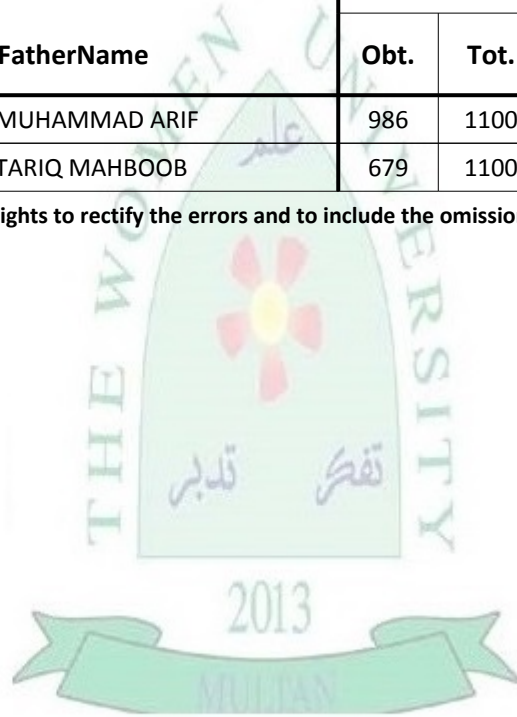 FatherName Obt. Tot.
MUHAMMAD ARIF 986 1100
TARIQ MAHBOOB 679 1100
ights to rectify the errors and to include the omission
THE WOMEN UNIVERSITY
علم
تدبر تفکر
2013
MULTAN